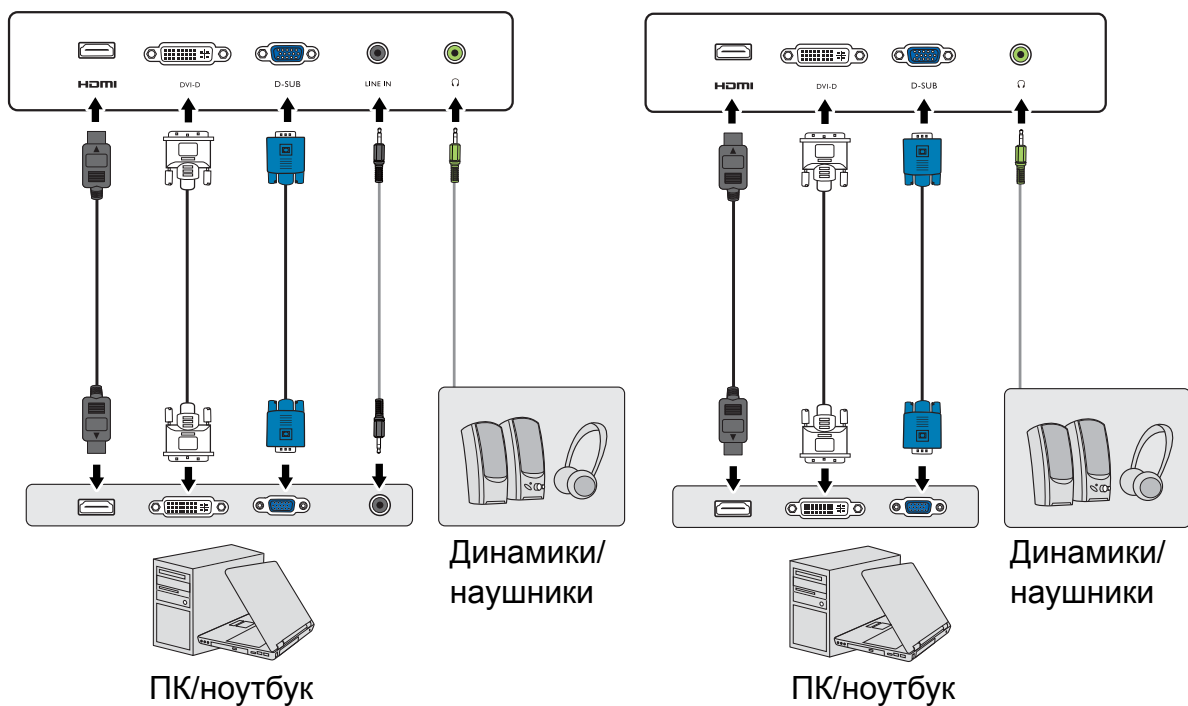 HDMI DVI-D D-SUB LINE IN
Динамики/
наушники
ПК/ноутбук
HDMI DVI-D D-SUB
Динамики/
наушники
ПК/ноутбук